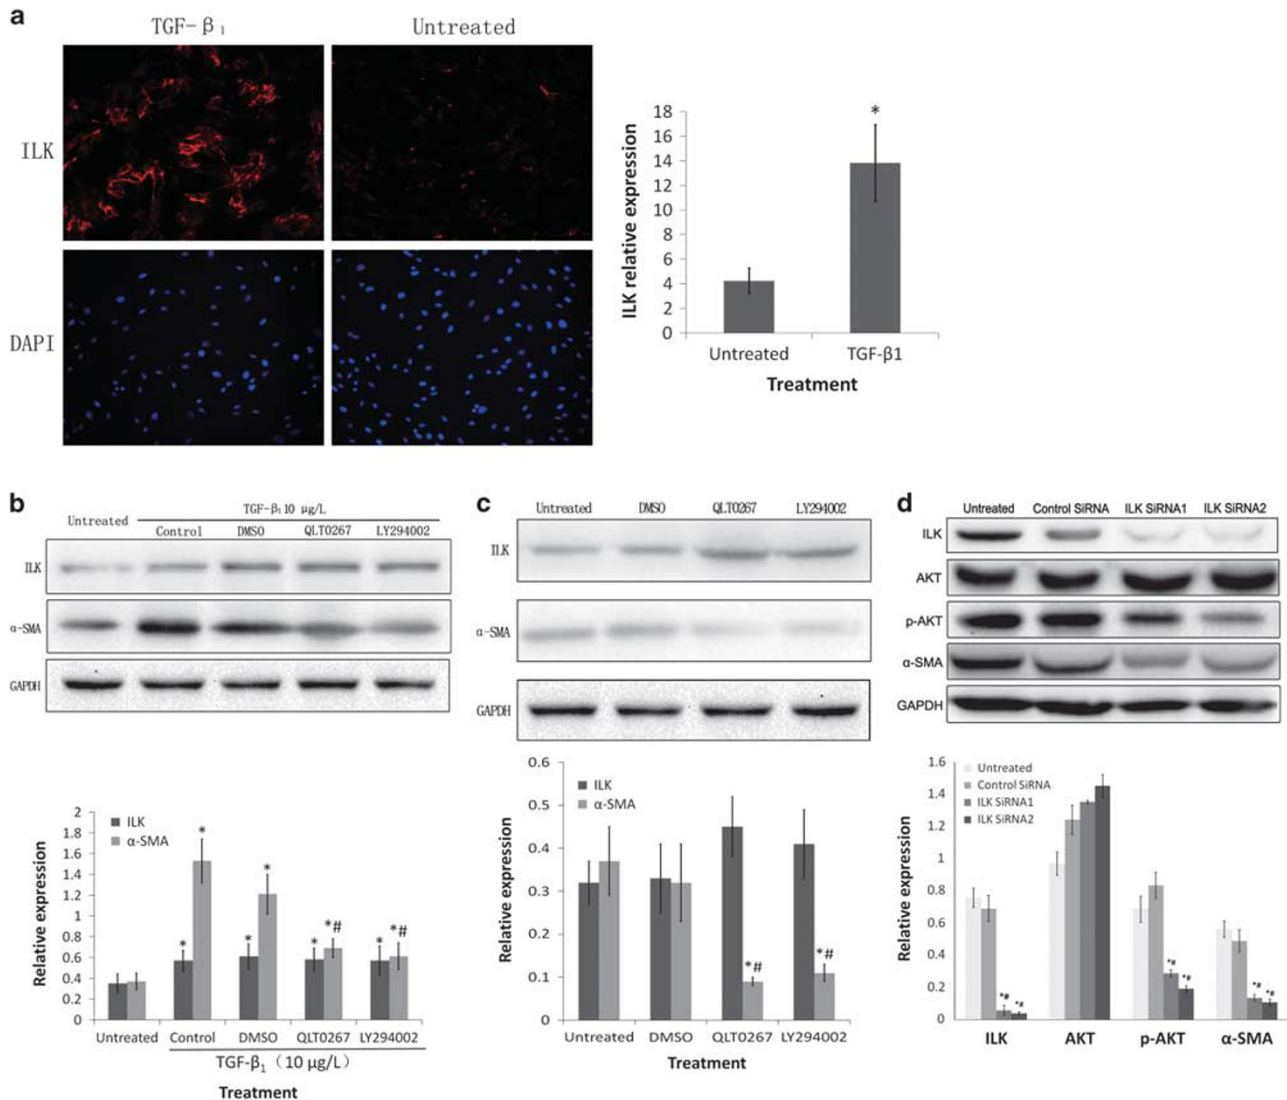 a
TGF-β₁ Untreated
ILK
DAPI
18
16
14
12
10
8
6
4
2
0
ILK relative expression
*
Untreated TGF-β1
Treatment
b
Untreated TGF-β₁ 10 μg/L
Control DMSO QLT0267 LY294002
ILK
α-SMA
GAPDH
2
1.8
1.6
1.4
1.2
1
0.8
0.6
0.4
0.2
0
Relative expression
ILK
α-SMA
* * * * * *# * *#
Untreated Control DMSO QLT0267 LY294002
TGF-β₁ (10 μg/L)
Treatment
c
Untreated DMSO QLT0267 LY294002
ILK
α-SMA
GAPDH
0.6
0.5
0.4
0.3
0.2
0.1
0
Relative expression
ILK
α-SMA
*# *#
Untreated DMSO QLT0267 LY294002
Treatment
d
Untreated Control SiRNA ILK SiRNA1 ILK SiRNA2
ILK
AKT
p-AKT
α-SMA
GAPDH
1.6
1.4
1.2
1
0.8
0.6
0.4
0.2
0
Relative expression
Untreated
Control SiRNA
ILK SiRNA1
ILK SiRNA2
*# *# *# *# *# *#
ILK AKT p-AKT α-SMA